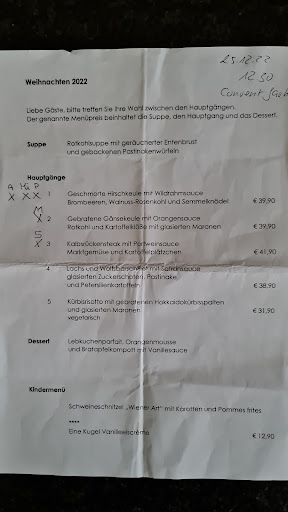 25.12.22
12 30
Weihnachten 2022
Liebe Gäste, bitte treffen Sie Ihre Wahl zwischen den Hauptgängen.
Der genannte Menüpreis beinhaltet die Suppe, den Hauptgang und das Dessert.
Suppe Rotkohlsuppe mit geräucherter Entenbrust
und gebackenen Pastinakenwürfeln
Hauptgänge
X X X 1 Geschmorte Hirschkeule mit Wildrahmsauce
Brombeeren, Walnuss-Rosenkohl und Semmelknödel € 39,90
M
X 2 Gebratene Gänsekeule mit Orangensauce
Rotkohl und Kartoffelklöße mit glasierten Maronen € 39,90
S
X 3 Kalbsrückensteak mit Portweinsauce
Marktgemüse und Kartoffelplätzchen € 41,90
4 Lachs und Wolfsbarschfilet mit Safransauce
glasierten Zuckerschoten, Pastinake
und Petersilienkartoffeln € 38,90
5 Kürbisrisotto mit gebratenen Hokkaidokürbisspalten
und glasierten Maronen € 31,90
vegetarisch
Dessert Lebkuchenparfait, Orangenmousse
und Bratapfelkompott mit Vanillesauce
Kindermenü
Schweineschnitzel „Wiener Art" mit Karotten und Pommes frites
****
Eine Kugel Vanilleeiscrème € 12,90